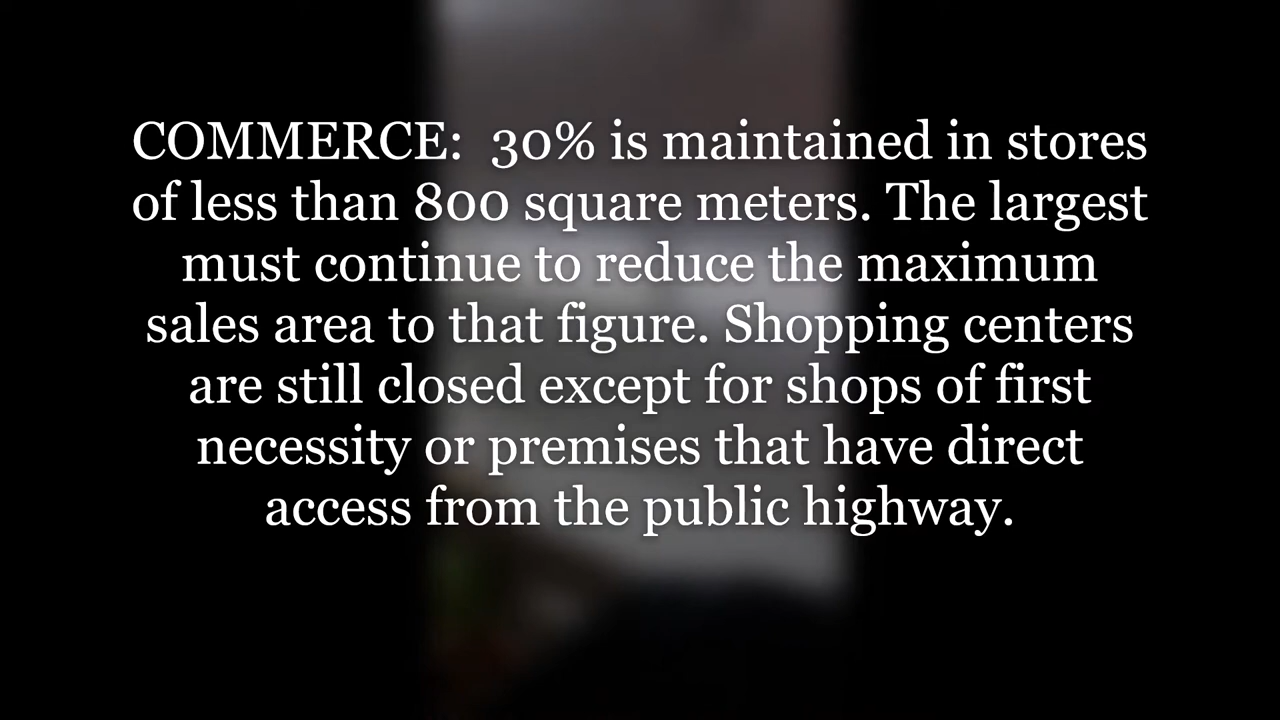 COMMERCE:  30% is maintained in stores
of less than 800 square meters. The largest
must continue to reduce the maximum
sales area to that figure. Shopping centers
are still closed except for shops of first
necessity or premises that have direct
access from the public highway.